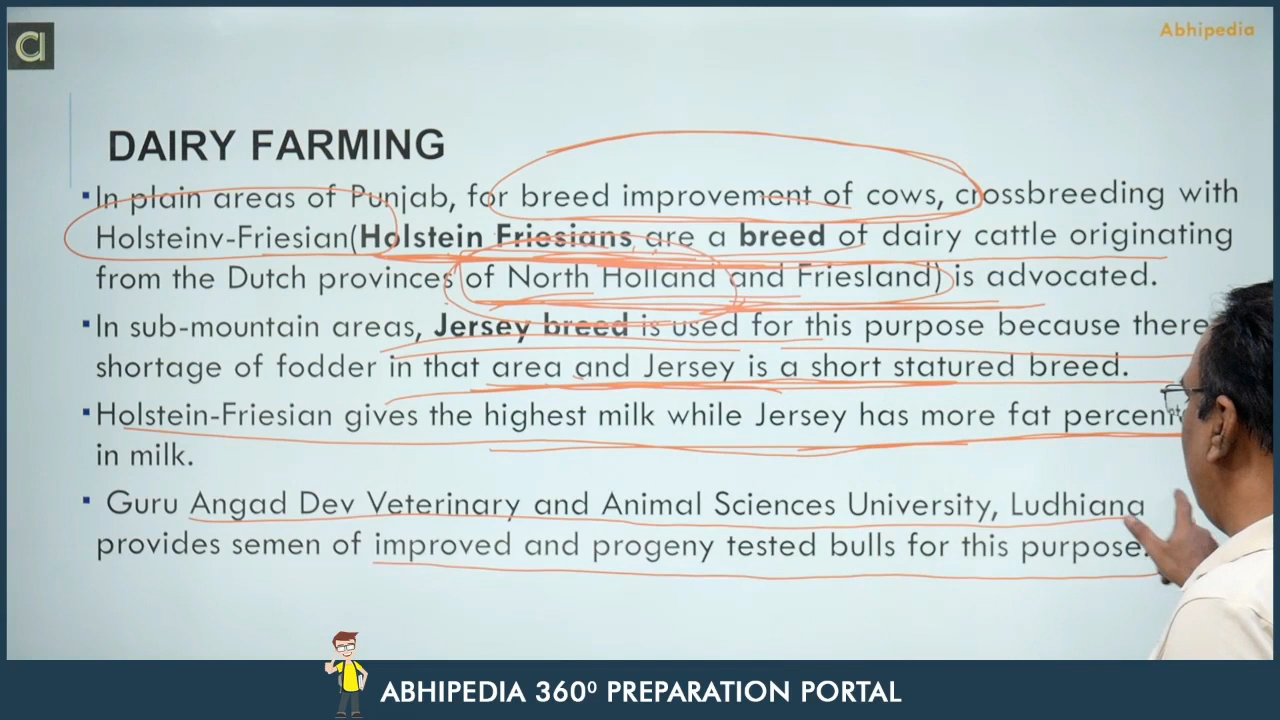 Abhipedia
DAIRY FARMING
▪In plain areas of Punjab, for breed improvement of cows, crossbreeding with
Holsteinv-Friesian(Holstein Friesians are a breed of dairy cattle originating
from the Dutch provinces of North Holland and Friesland) is advocated.
▪In sub-mountain areas, Jersey breed is used for this purpose because there
shortage of fodder in that area and Jersey is a short statured breed.
▪Holstein-Friesian gives the highest milk while Jersey has more fat
in milk.
▪ Guru Angad Dev Veterinary and Animal Sciences University, Ludhiana
provides semen of improved and progeny tested bulls for this purpose.
ABHIPEDIA 360⁰ PREPARATION PORTAL